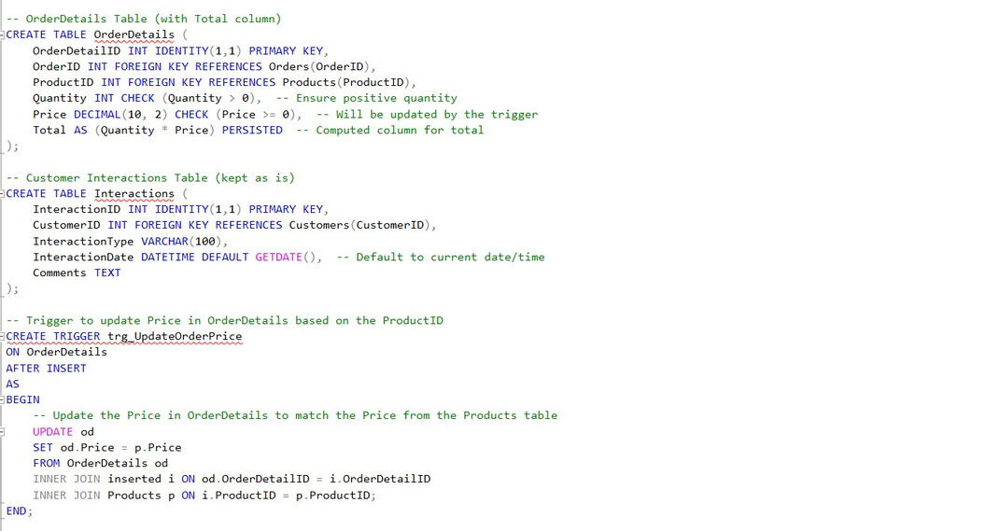 -- OrderDetails Table (with Total column)
CREATE TABLE OrderDetails (
    OrderDetailID INT IDENTITY(1,1) PRIMARY KEY,
    OrderID INT FOREIGN KEY REFERENCES Orders(OrderID),
    ProductID INT FOREIGN KEY REFERENCES Products(ProductID),
    Quantity INT CHECK (Quantity > 0),  -- Ensure positive quantity
    Price DECIMAL(10, 2) CHECK (Price >= 0),  -- Will be updated by the trigger
    Total AS (Quantity * Price) PERSISTED  -- Computed column for total
);

-- Customer Interactions Table (kept as is)
CREATE TABLE Interactions (
    InteractionID INT IDENTITY(1,1) PRIMARY KEY,
    CustomerID INT FOREIGN KEY REFERENCES Customers(CustomerID),
    InteractionType VARCHAR(100),
    InteractionDate DATETIME DEFAULT GETDATE(),  -- Default to current date/time
    Comments TEXT
);

-- Trigger to update Price in OrderDetails based on the ProductID
CREATE TRIGGER trg_UpdateOrderPrice
ON OrderDetails
AFTER INSERT
AS
BEGIN
    -- Update the Price in OrderDetails to match the Price from the Products table
    UPDATE od
    SET od.Price = p.Price
    FROM OrderDetails od
    INNER JOIN inserted i ON od.OrderDetailID = i.OrderDetailID
    INNER JOIN Products p ON i.ProductID = p.ProductID;
END;